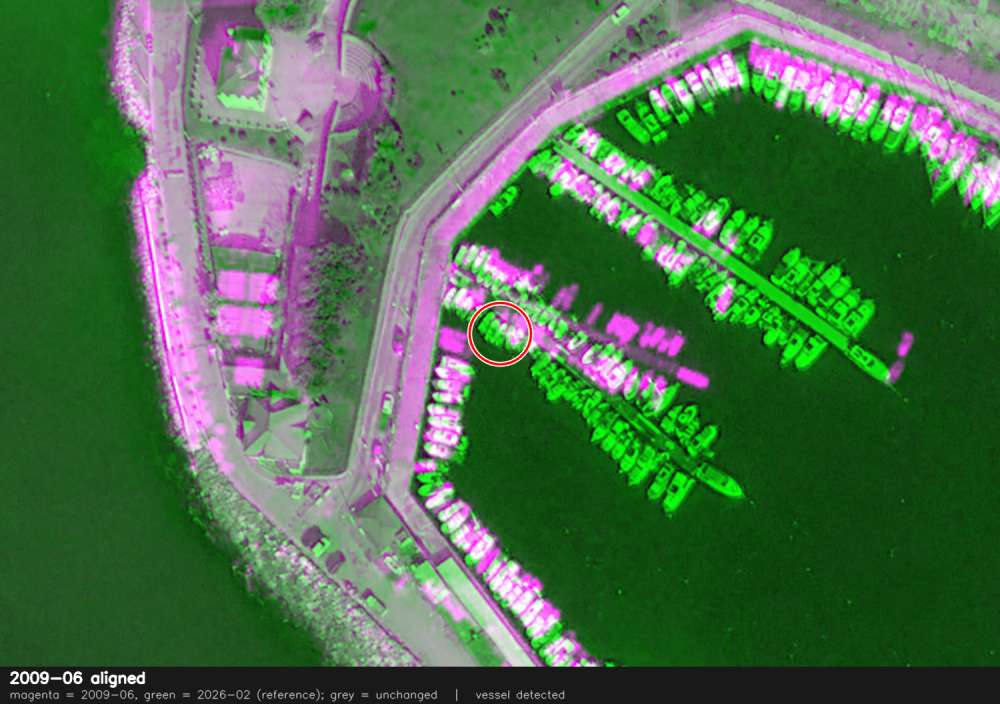 2009-06 aligned
magenta = 2009-06, green = 2026-02 (reference); grey = unchanged | vessel detected